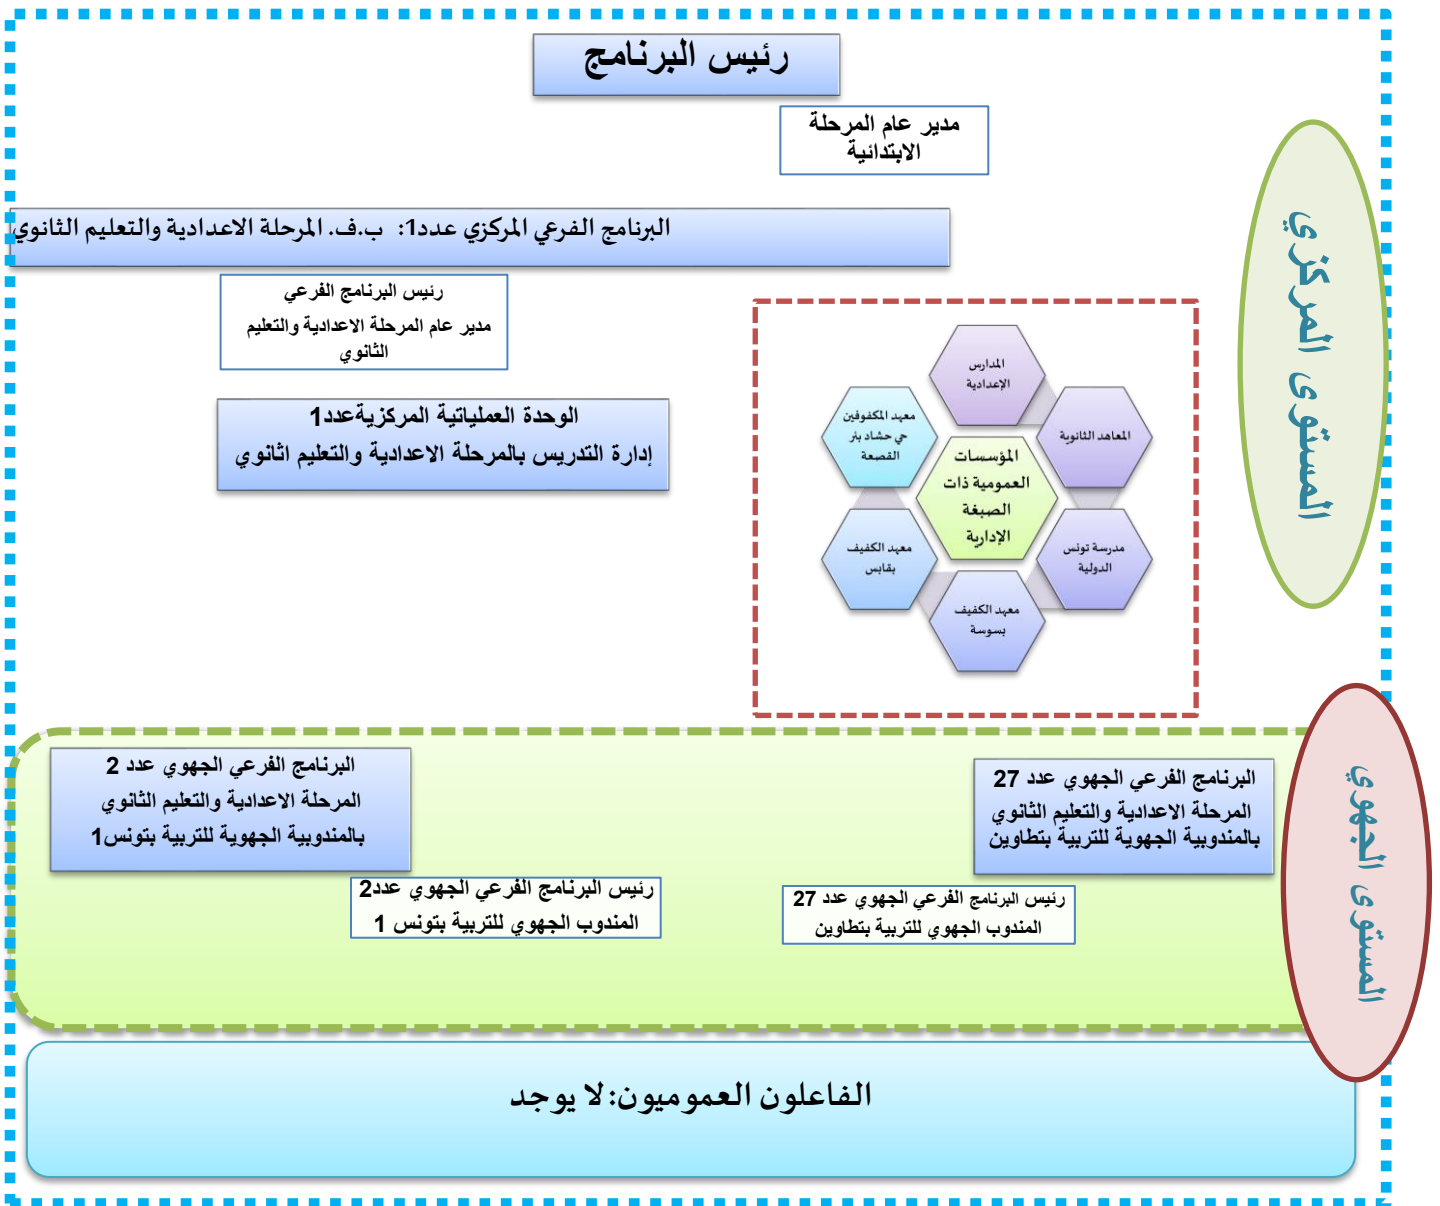 رئيس البرنامج
مدير عام المرحلة
الابتدائية
البرنامج الفرعي المركزي عدد1: ب.ف. المرحلة الاعدادية والتعليم الثانوي
رئيس البرنامج الفرعي
مدير عام المرحلة الاعدادية والتعليم
الثانوي
الوحدة العملياتية المركزيةعدد1
إدارة التدريس بالمرحلة الاعدادية والتعليم اثانوي
المستوى المركزي
المدارس
الإعدادية
المعاهد الثانوية
مدرسة تونس
الدولية
معهد الكفيف
بسوسة
معهد الكفيف
بقابس
معهد المكفوفين
حي حشاد بئر
القصعة
المؤسسات
العمومية ذات
الصبغة
الإدارية
المستوى الجهوي
البرنامج الفرعي الجهوي عدد 27
المرحلة الاعدادية والتعليم الثانوي
بالمندوبية الجهوية للتربية بتطاوين
رئيس البرنامج الفرعي الجهوي عدد 27
المندوب الجهوي للتربية بتطاوين
البرنامج الفرعي الجهوي عدد 2
المرحلة الاعدادية والتعليم الثانوي
بالمندوبية الجهوية للتربية بتونس1
رئيس البرنامج الفرعي الجهوي عدد2
المندوب الجهوي للتربية بتونس 1
الفاعلون العموميون: لا يوجد